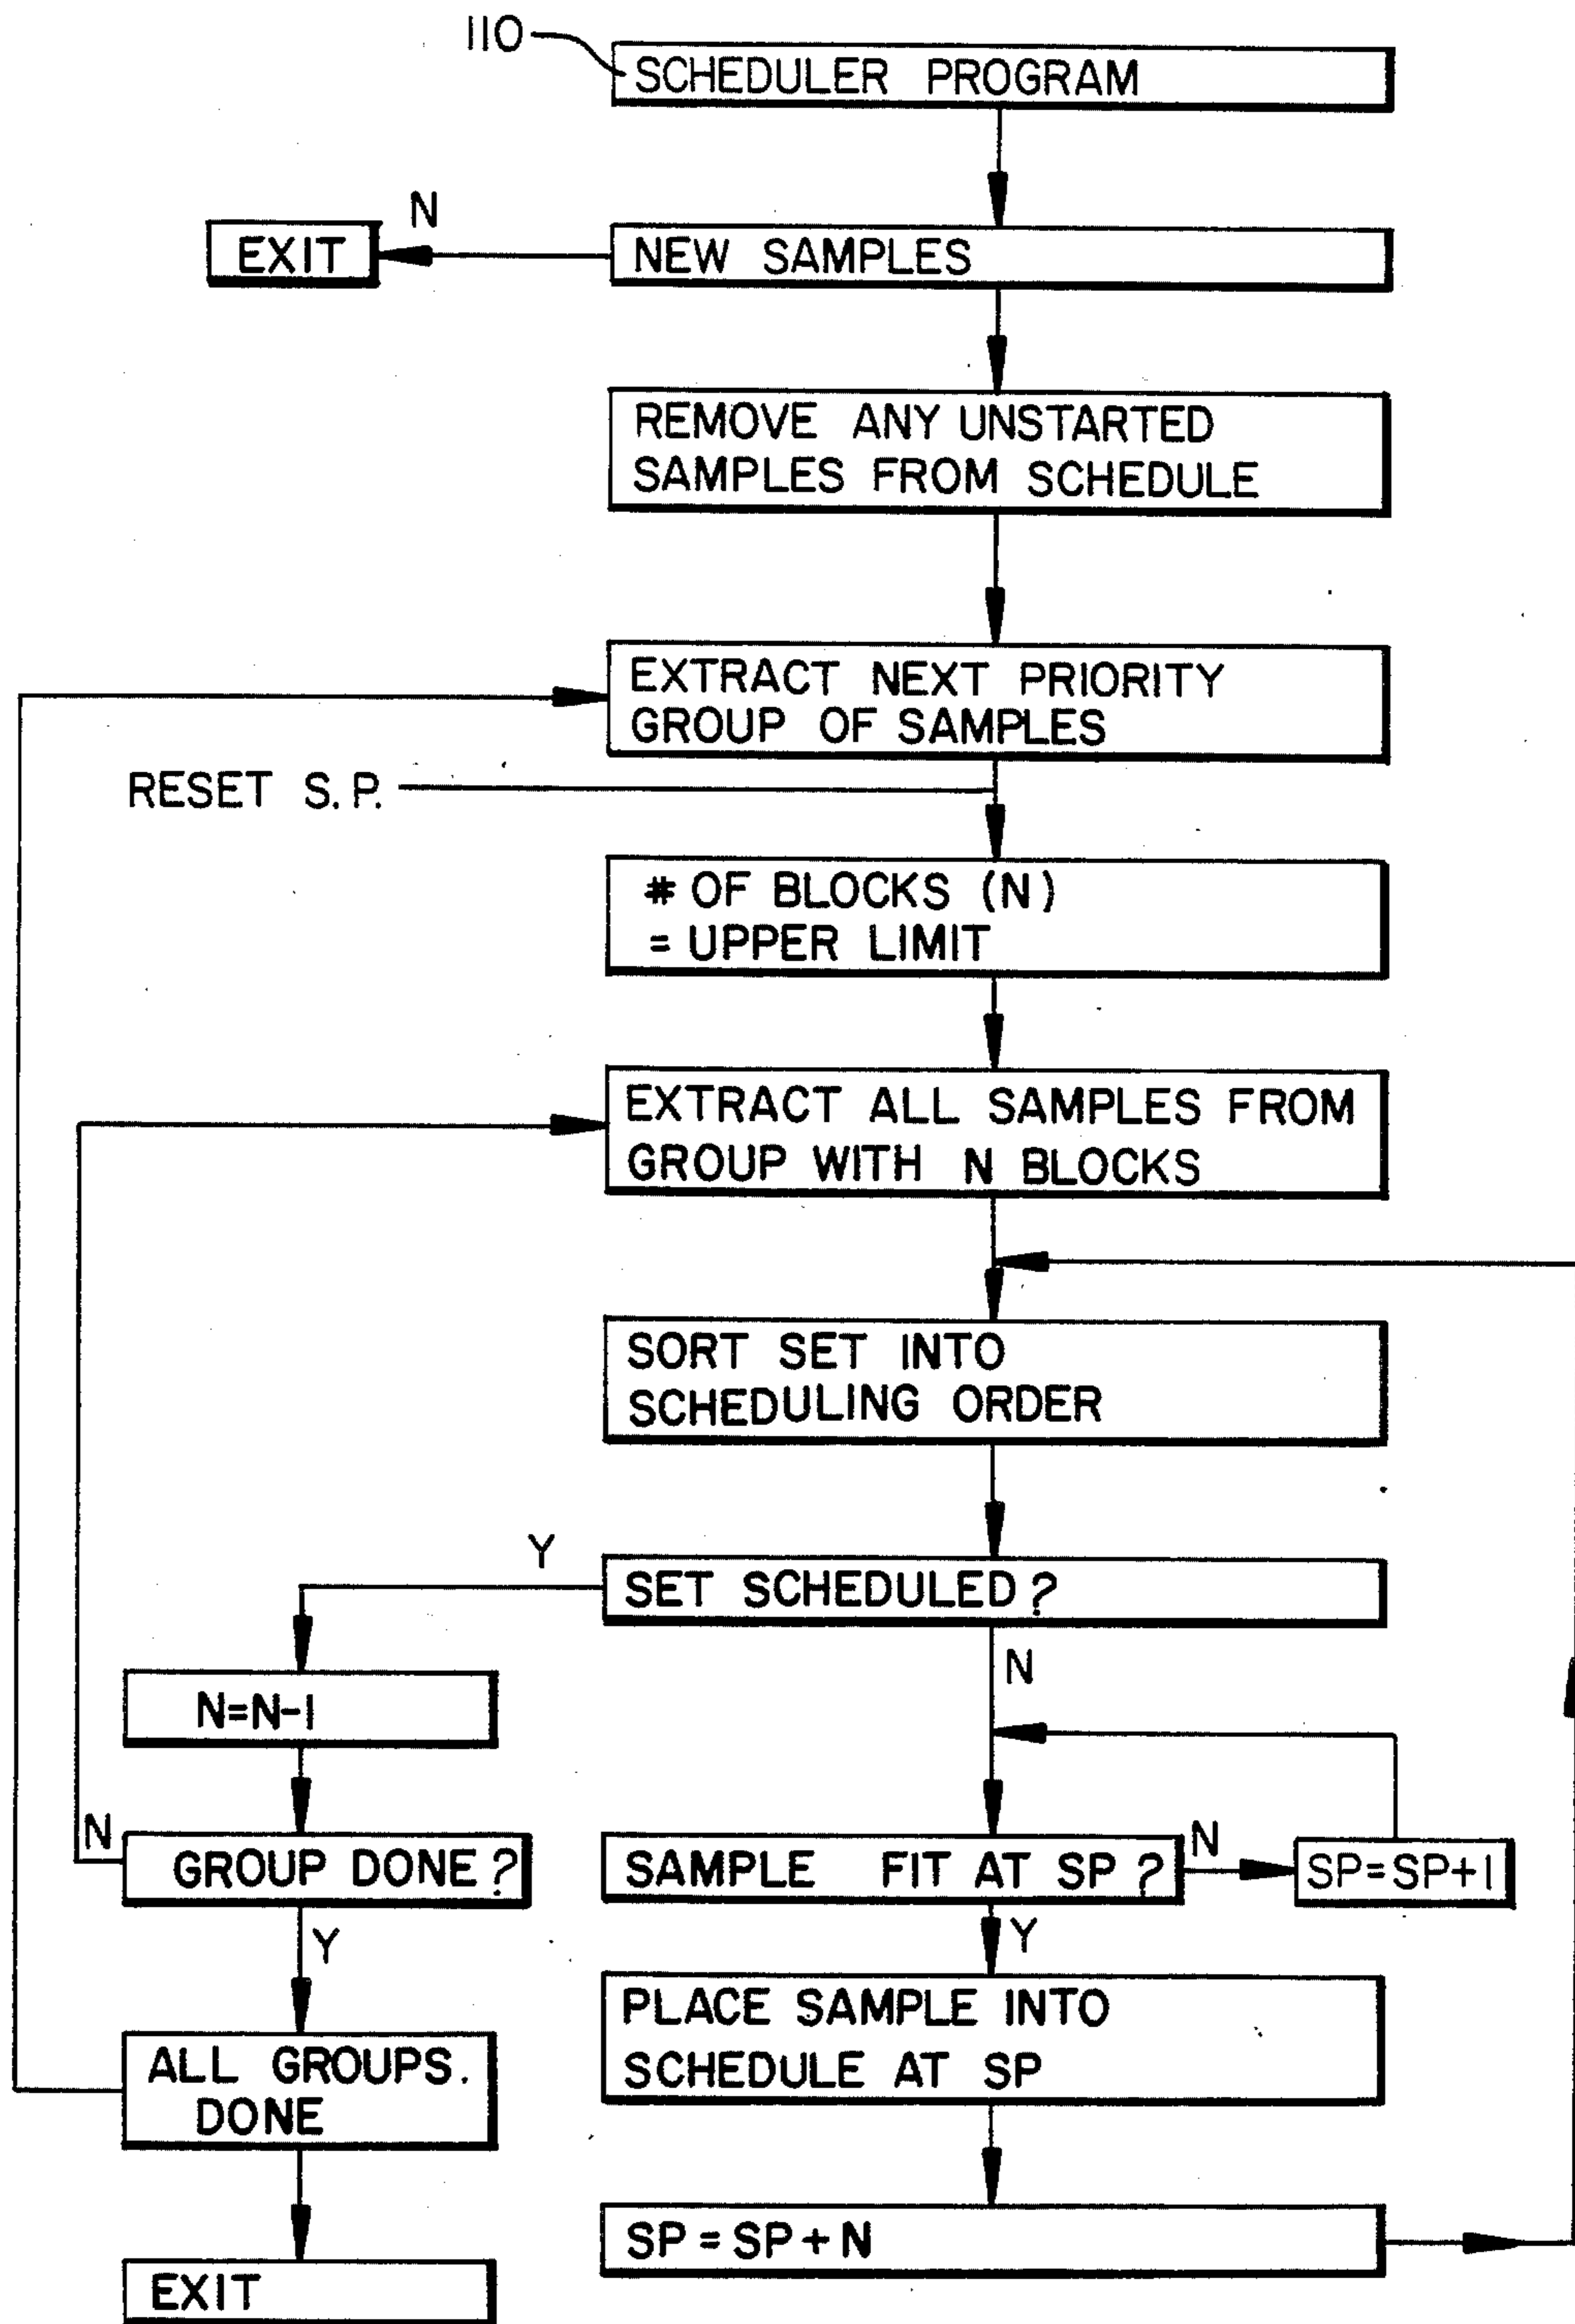 110
SCHEDULER PROGRAM
N
EXIT
NEW SAMPLES
REMOVE ANY UNSTARTED
SAMPLES FROM SCHEDULE
EXTRACT NEXT PRIORITY
GROUP OF SAMPLES
RESET S.P.
# OF BLOCKS (N)
= UPPER LIMIT
EXTRACT ALL SAMPLES FROM
GROUP WITH N BLOCKS
SORT SET INTO
SCHEDULING ORDER
Y
SET SCHEDULED?
N
N=N-1
N
GROUP DONE?
SAMPLE FIT AT SP?
N
SP=SP+1
Y
Y
ALL GROUPS.
DONE
PLACE SAMPLE INTO
SCHEDULE AT SP
SP=SP+N
EXIT